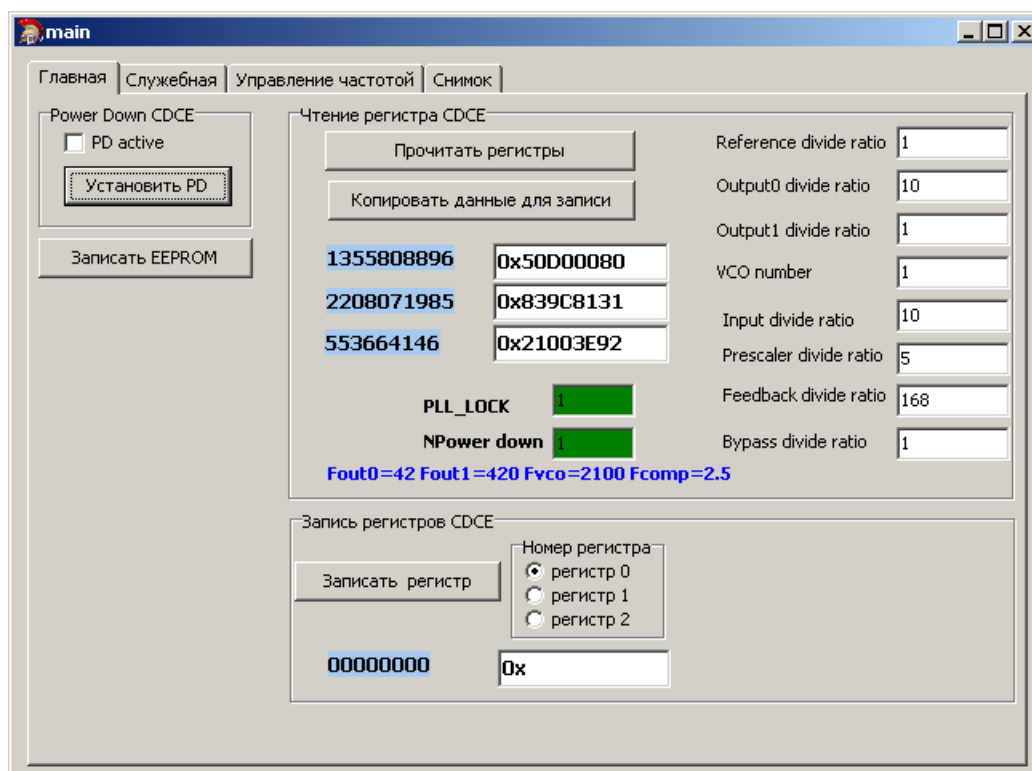 main
Главная Служебная Управление частотой Снимок
Power Down CDCE
PD active
Установить PD
Записать EEPROM
Чтение регистра CDCE
Прочитать регистры
Копировать данные для записи
1355808896 0x50D00080
2208071985 0x839C8131
553664146 0x21003E92
PLL_LOCK 1
NPower down 1
Fout0=42 Fout1=420 Fvco=2100 Fcomp=2.5
Reference divide ratio 1
Output0 divide ratio 10
Output1 divide ratio 1
VCO number 1
Input divide ratio 10
Prescaler divide ratio 5
Feedback divide ratio 168
Bypass divide ratio 1
Запись регистров CDCE
Записать регистр
Номер регистра
регистр 0
регистр 1
регистр 2
00000000 0x